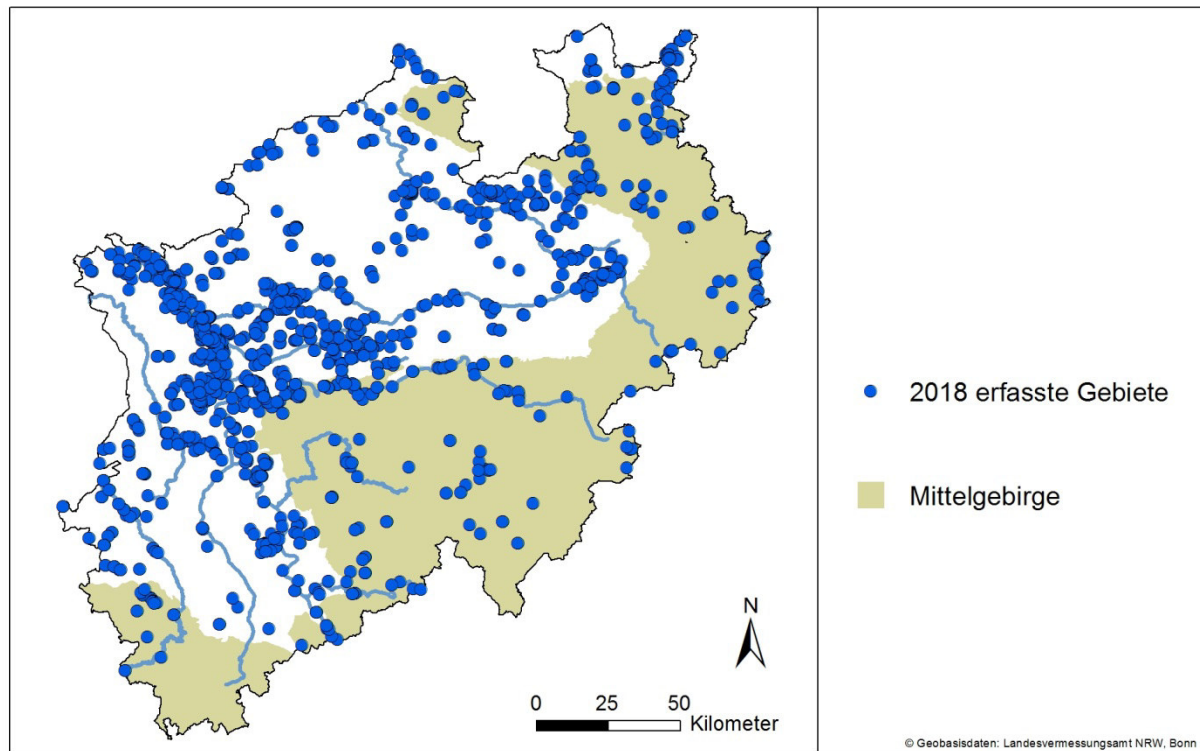 2018 erfasste Gebiete
Mittelgebirge
N
0 25 50
Kilometer
© Geobasisdaten: Landesvermessungsamt NRW, Bonn